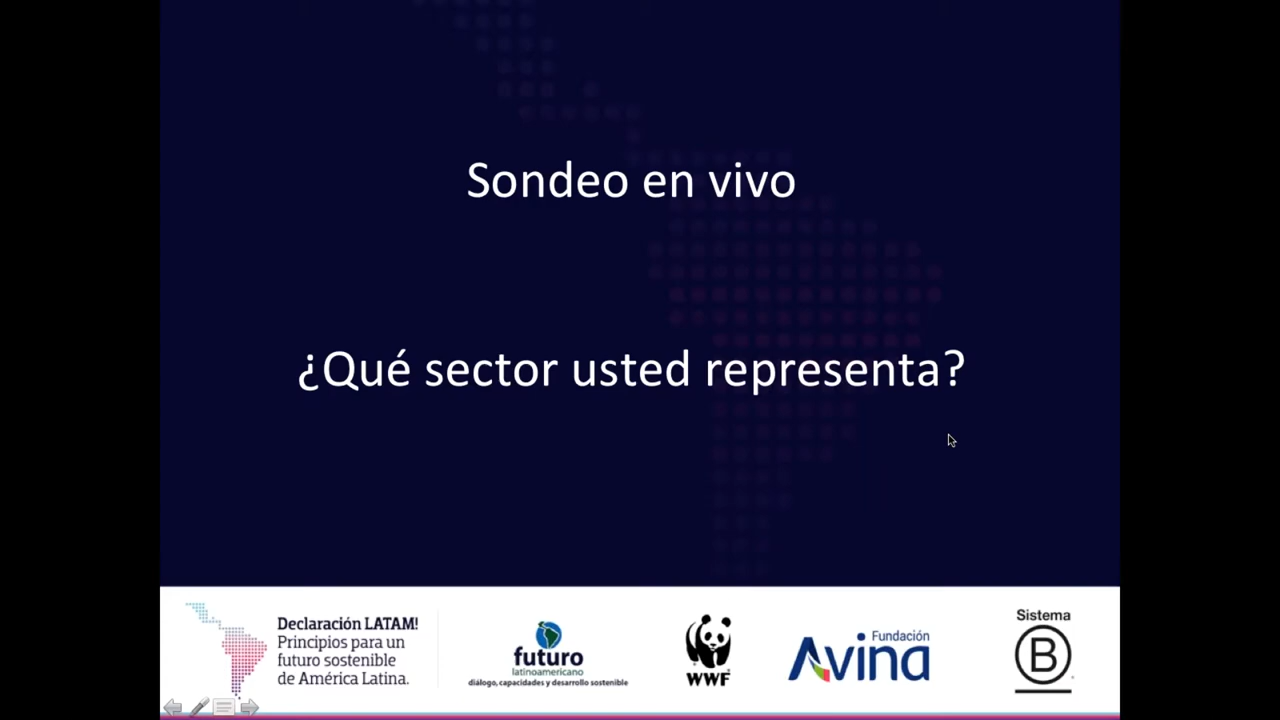 Sondeo en vivo
¿Qué sector usted representa?
Declaración LATAM!
Principios para un
futuro sostenible
de América Latina.
futuro
latinoamericano
diálogo, capacidades y desarrollo sostenible
WWF
Fundación
Avina
Sistema
B